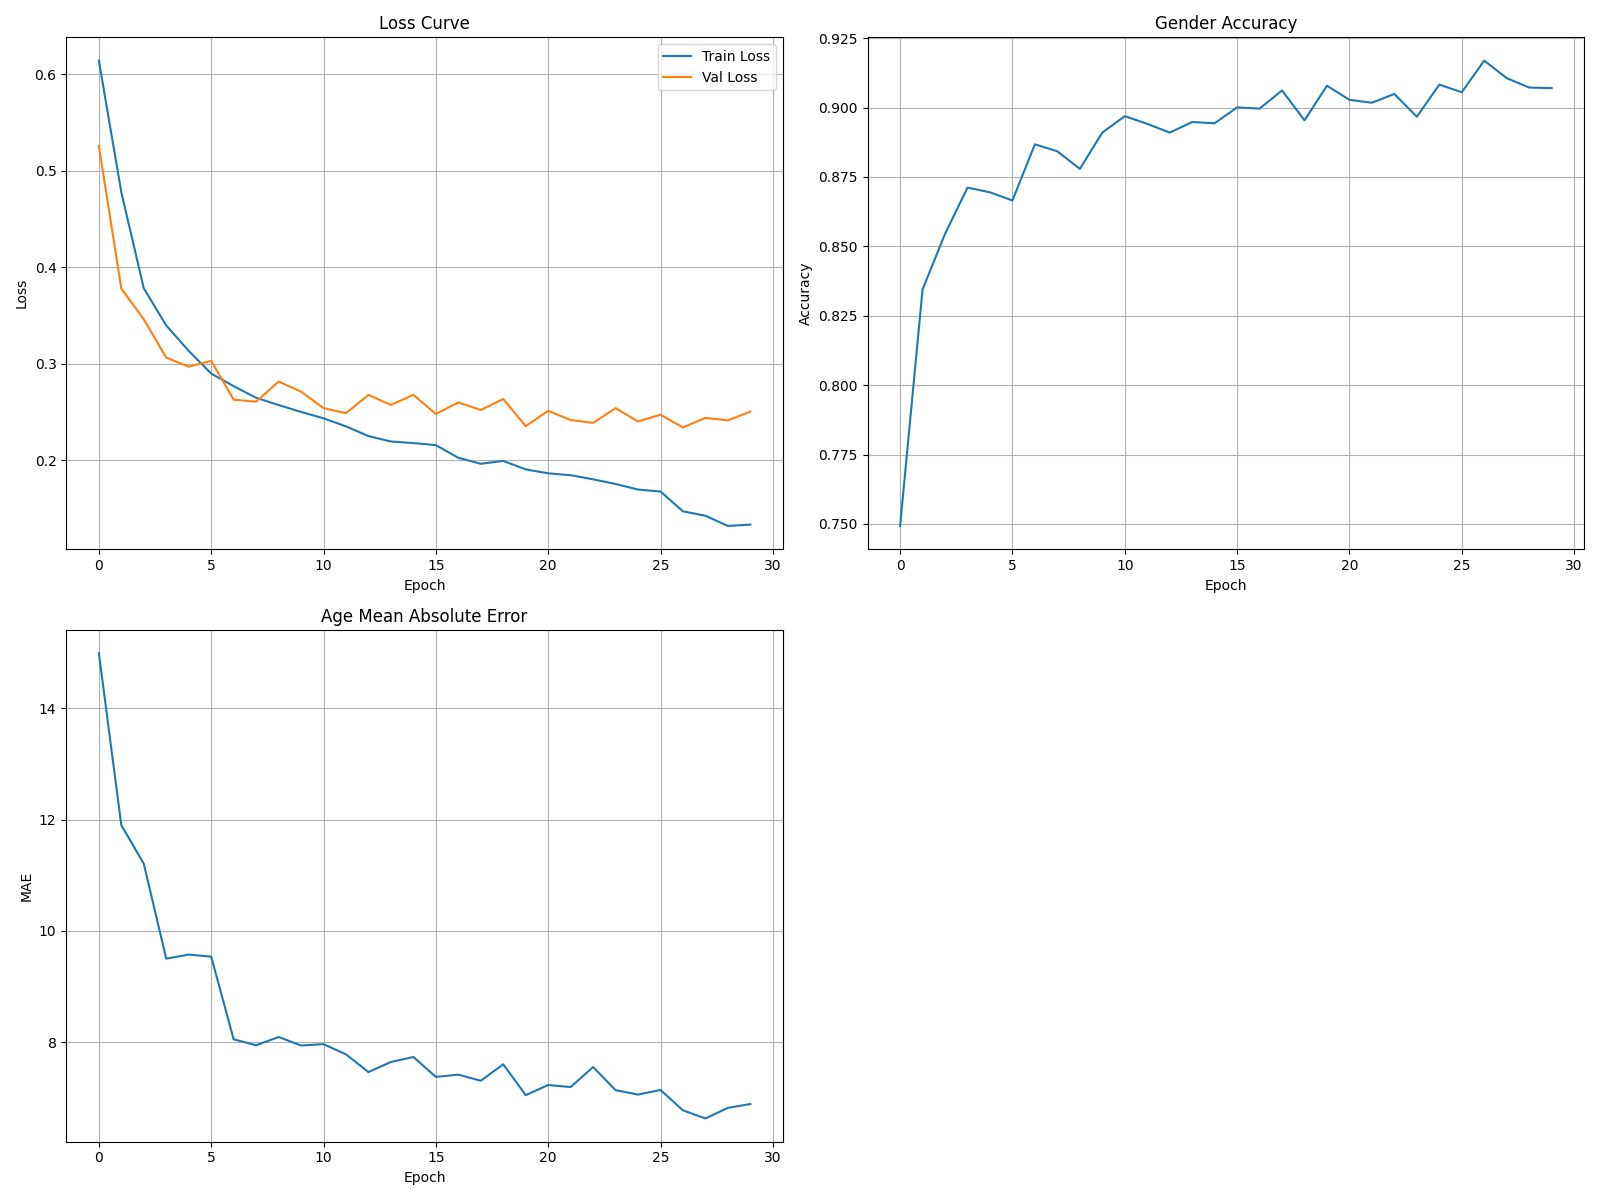 Loss Curve
Train Loss
Val Loss
0.6
0.5
0.4
0.3
0.2
Loss
0 5 10 15 20 25 30
Epoch
Gender Accuracy
0.925
0.900
0.875
0.850
0.825
0.800
0.775
0.750
Accuracy
0 5 10 15 20 25 30
Epoch
Age Mean Absolute Error
14
12
10
8
MAE
0 5 10 15 20 25 30
Epoch